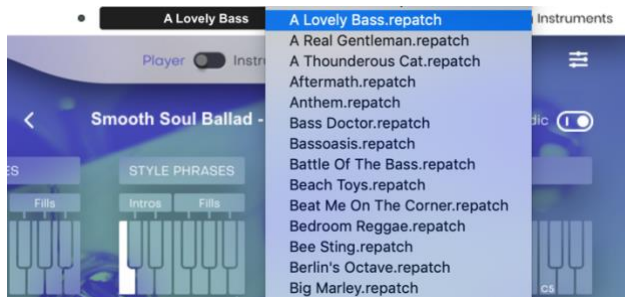 A Lovely Bass
A Lovely Bass.repatch
Instruments
A Real Gentleman.repatch
Player
A Thounderous Cat.repatch
Aftermath.repatch
Anthem.repatch
Smooth Soul Ballad -
Bass Doctor.repatch
Bassoasis.repatch
STYLE PHRASES
Battle Of The Bass.repatch
Beach Toys.repatch
Fills
Intros
Fills
Beat Me On The Corner.repatch
Bedroom Reggae.repatch
Bee Sting.repatch
Berlin's Octave.repatch
Big Marley.repatch
C5